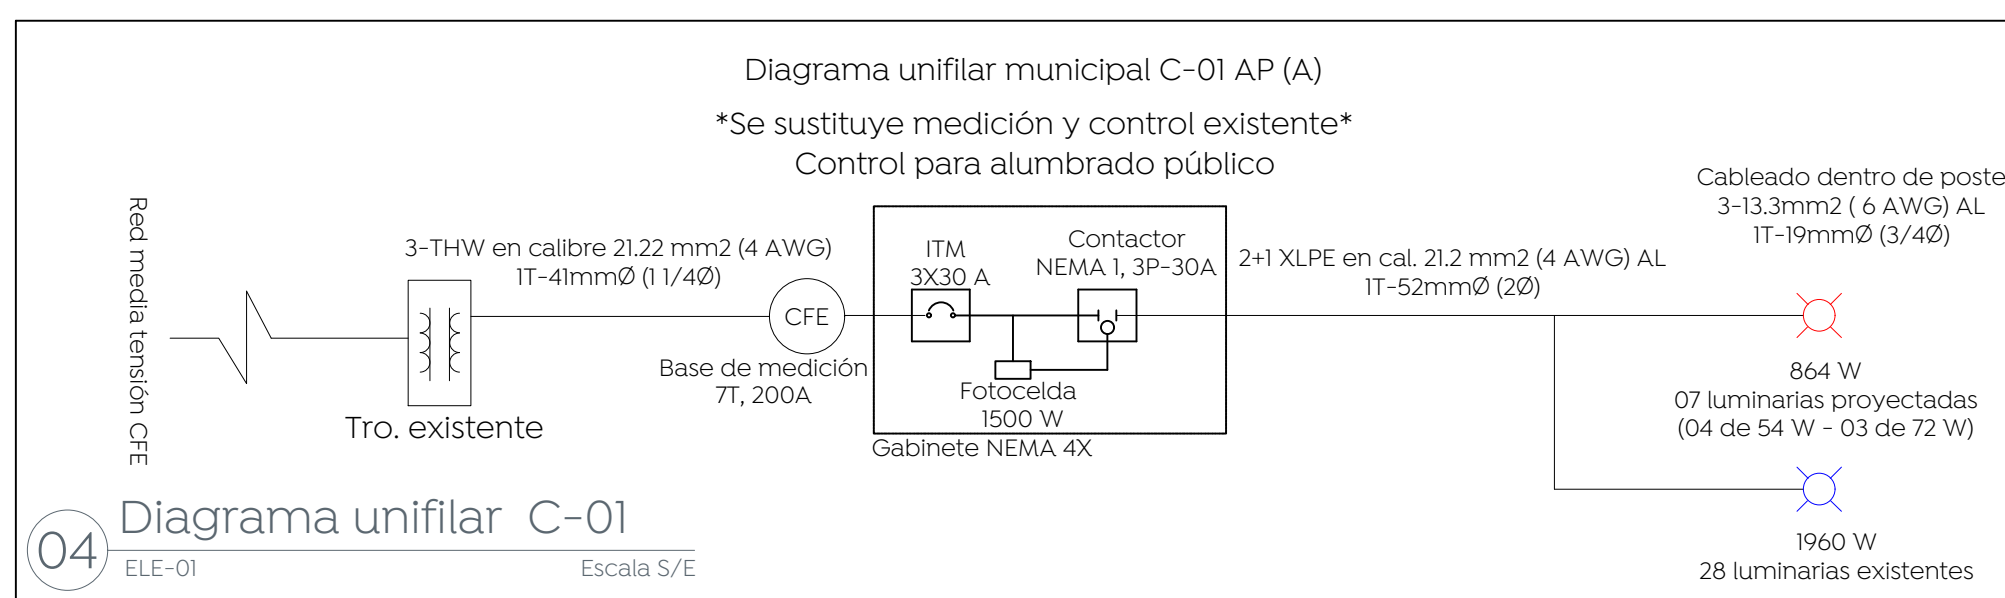 Diagrama unifilar municipal C-01 AP (A)
*Se sustituye medición y control existente*
Control para alumbrado público
Red media tensión CFE
Tro. existente
3-THW en calibre 21.22 mm2 (4 AWG)
1T-41mmØ (1 1/4Ø)
CFE
Base de medición
7T, 200A
ITM
3X30 A
Contactor
NEMA 1, 3P-30A
Fotocelda
1500 W
Gabinete NEMA 4X
2+1 XLPE en cal. 21.2 mm2 (4 AWG) AL
1T-52mmØ (2Ø)
Cableado dentro de poste
3-13.3mm2 ( 6 AWG) AL
1T-19mmØ (3/4Ø)
864 W
07 luminarias proyectadas
(04 de 54 W - 03 de 72 W)
1960 W
28 luminarias existentes
04
Diagrama unifilar C-01
ELE-01
Escala S/E